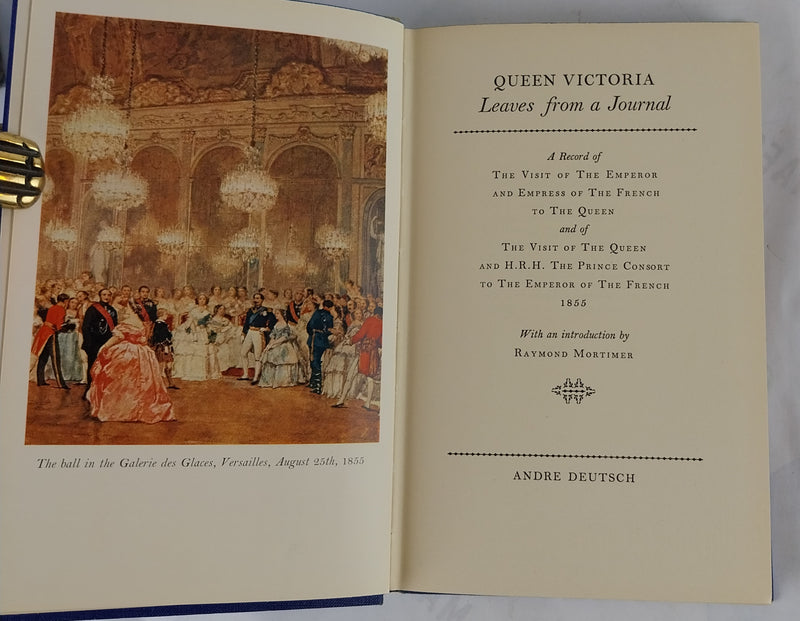 The ball in the Galerie des Glaces, Versailles, August 25th, 1855
QUEEN VICTORIA
Leaves from a Journal
A Record of
THE VISIT OF THE EMPEROR
AND EMPRESS OF THE FRENCH
TO THE QUEEN
and of
THE VISIT OF THE QUEEN
AND H.R.H. THE PRINCE CONSORT
TO THE EMPEROR OF THE FRENCH
1855
With an introduction by
RAYMOND MORTIMER
ANDRE DEUTSCH